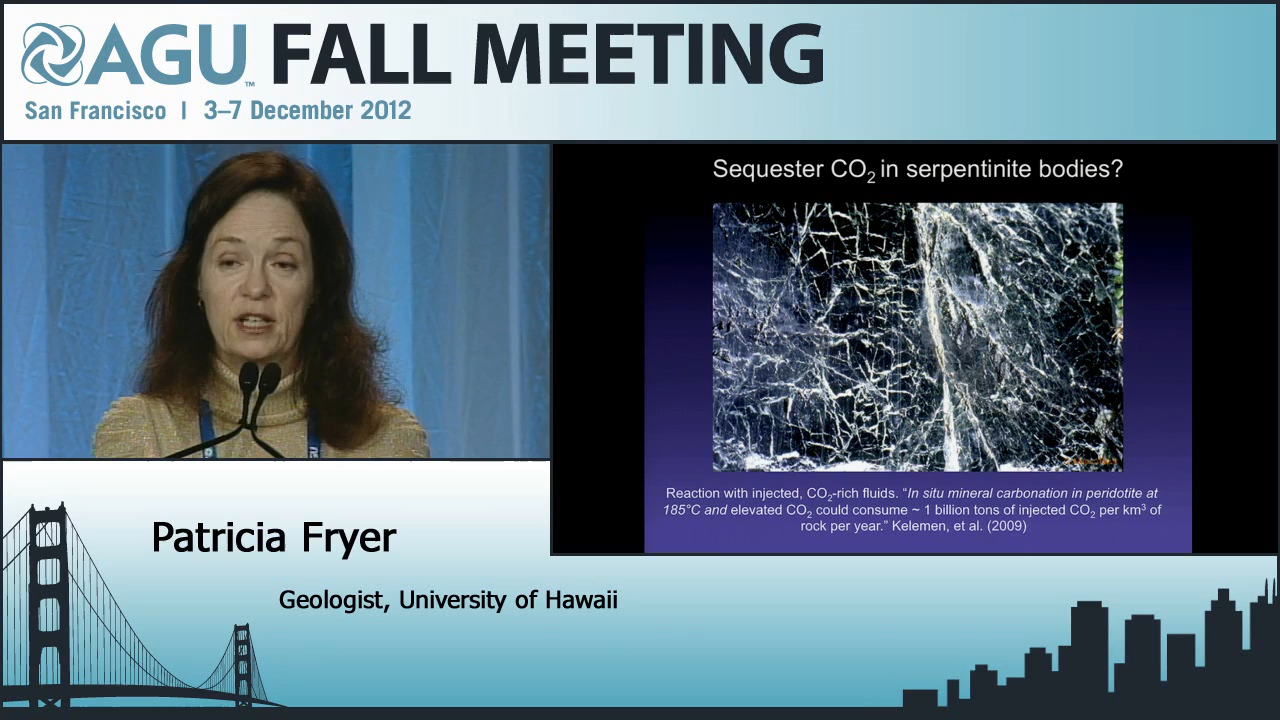 AGU™ FALL MEETING
San Francisco | 3–7 December 2012
Sequester CO₂ in serpentinite bodies?
Reaction with injected, CO₂-rich fluids. “In situ mineral carbonation in peridotite at
185°C and elevated CO₂ could consume ~ 1 billion tons of injected CO₂ per km³ of
rock per year.” Kelemen, et al. (2009)
Patricia Fryer
Geologist, University of Hawaii